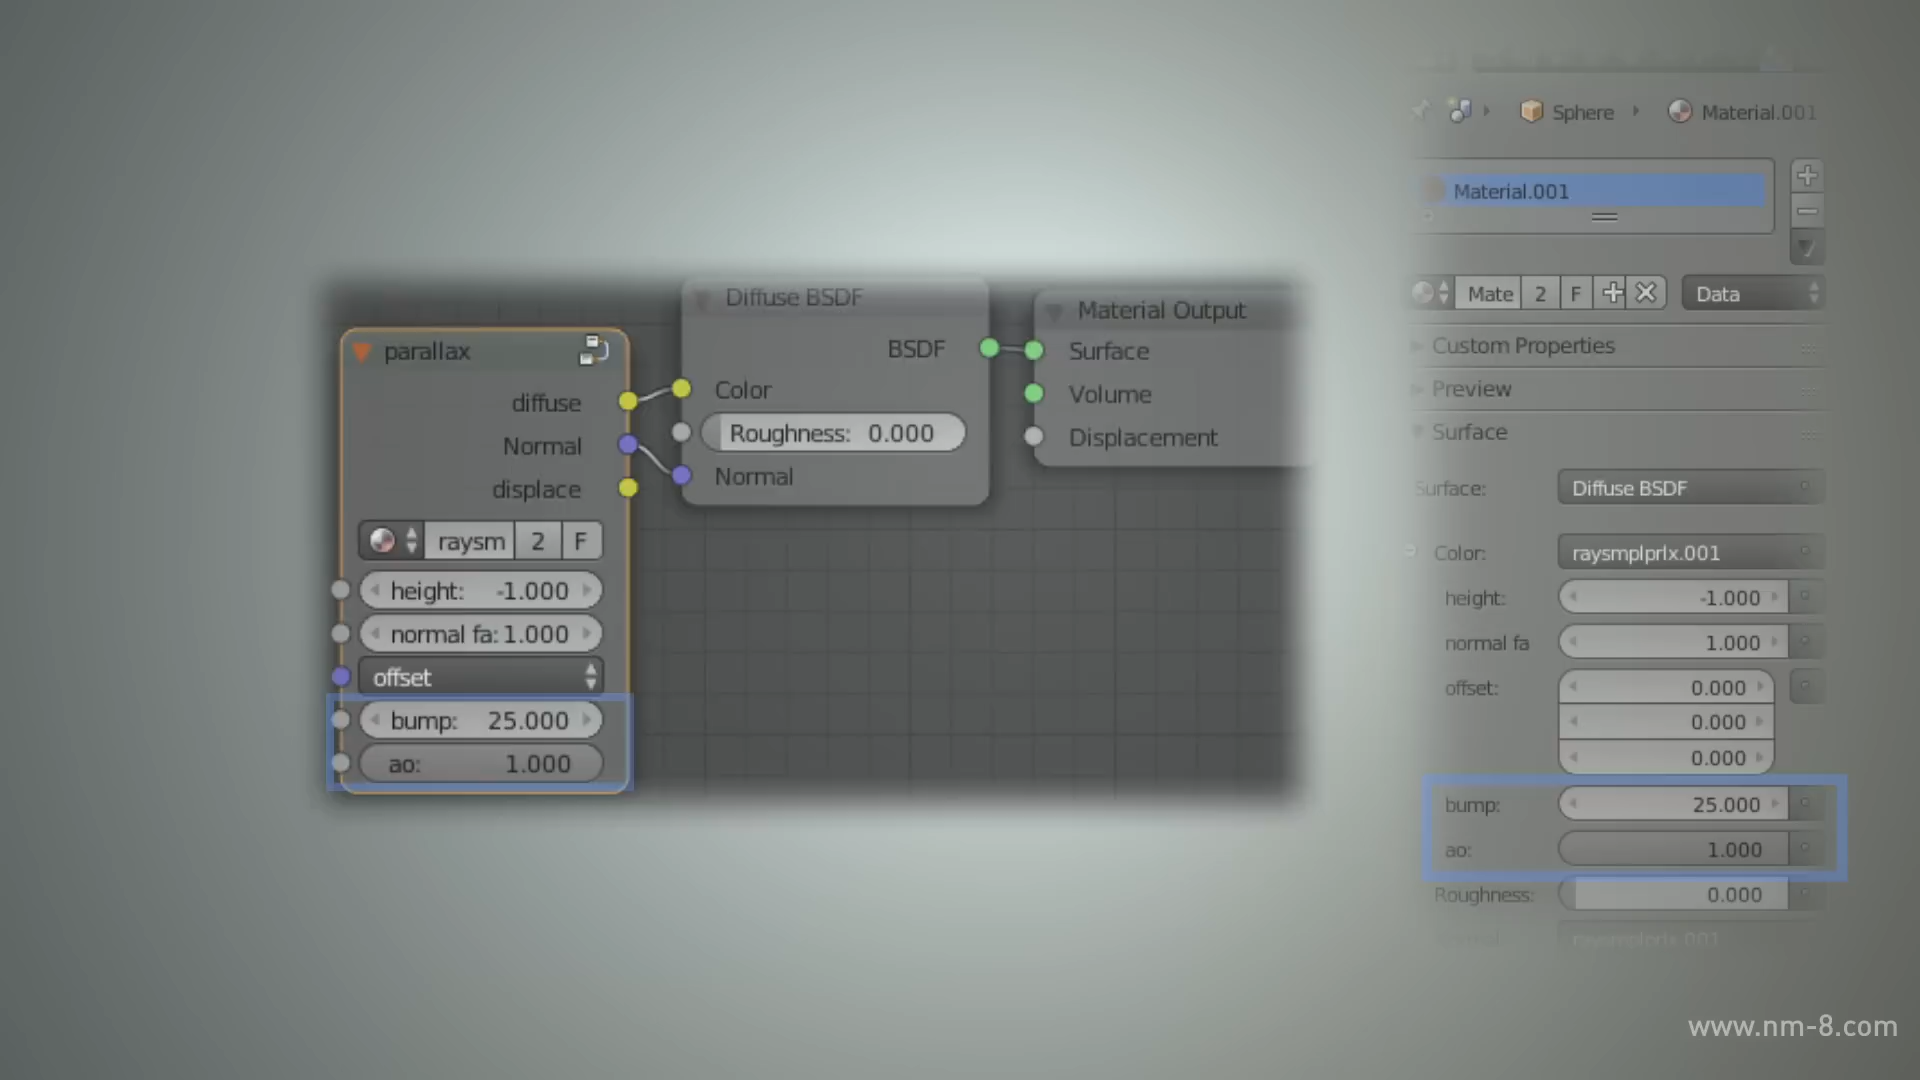 parallax
diffuse
Normal
displace
raysm 2 F
height: -1.000
normal fa: 1.000
offset
bump: 25.000
ao: 1.000
Diffuse BSDF
BSDF
Color
Roughness: 0.000
Normal
Material Output
Surface
Volume
Displacement
Sphere Material.001
Material.001
Mate 2 F Data
Custom Properties
Preview
Surface
Surface: Diffuse BSDF
Color: raysmplprlx.001
height: -1.000
normal fa 1.000
offset: 0.000
0.000
0.000
bump: 25.000
ao: 1.000
Roughness: 0.000
raysmplprlx.001
www.nm-8.com